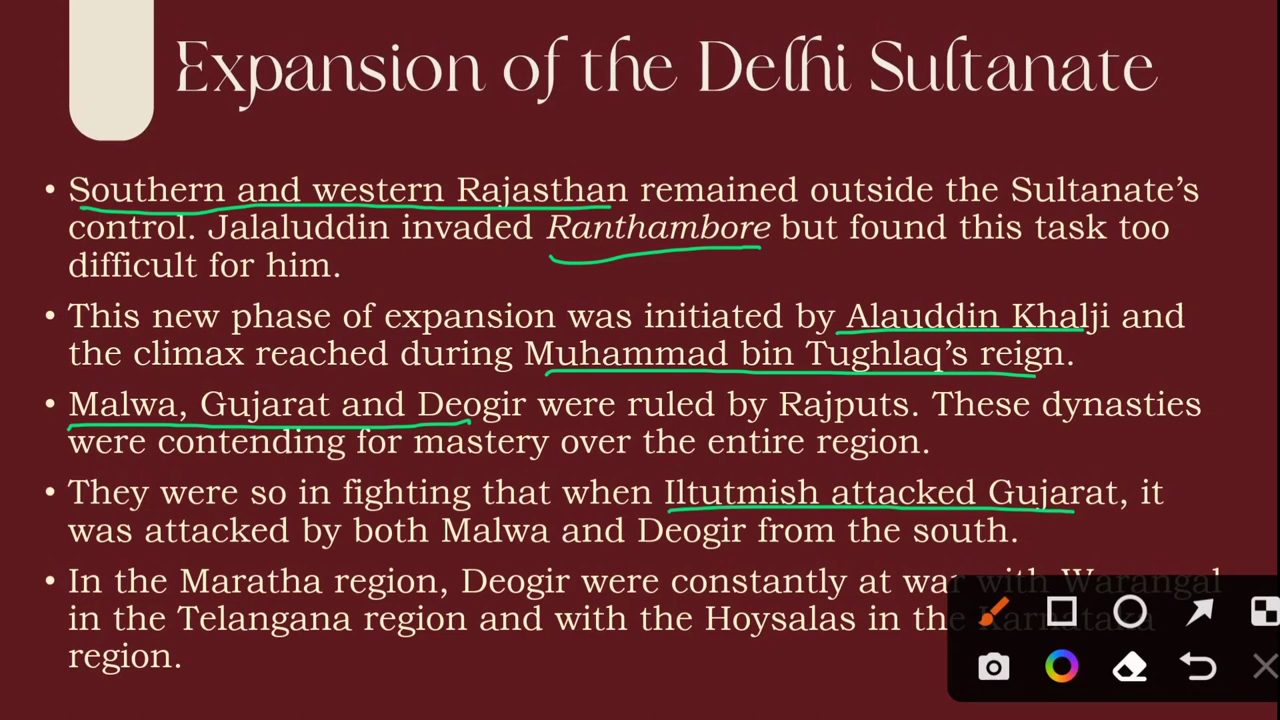 Expansion of the Delhi Sultanate
• Southern and western Rajasthan remained outside the Sultanate's
control. Jalaluddin invaded Ranthambore but found this task too
difficult for him.
• This new phase of expansion was initiated by Alauddin Khalji and
the climax reached during Muhammad bin Tughlaq's reign.
• Malwa, Gujarat and Deogir were ruled by Rajputs. These dynasties
were contending for mastery over the entire region.
• They were so in fighting that when Iltutmish attacked Gujarat, it
was attacked by both Malwa and Deogir from the south.
• In the Maratha region, Deogir were constantly at war with Warangal
in the Telangana region and with the Hoysalas in the Karnataka
region.